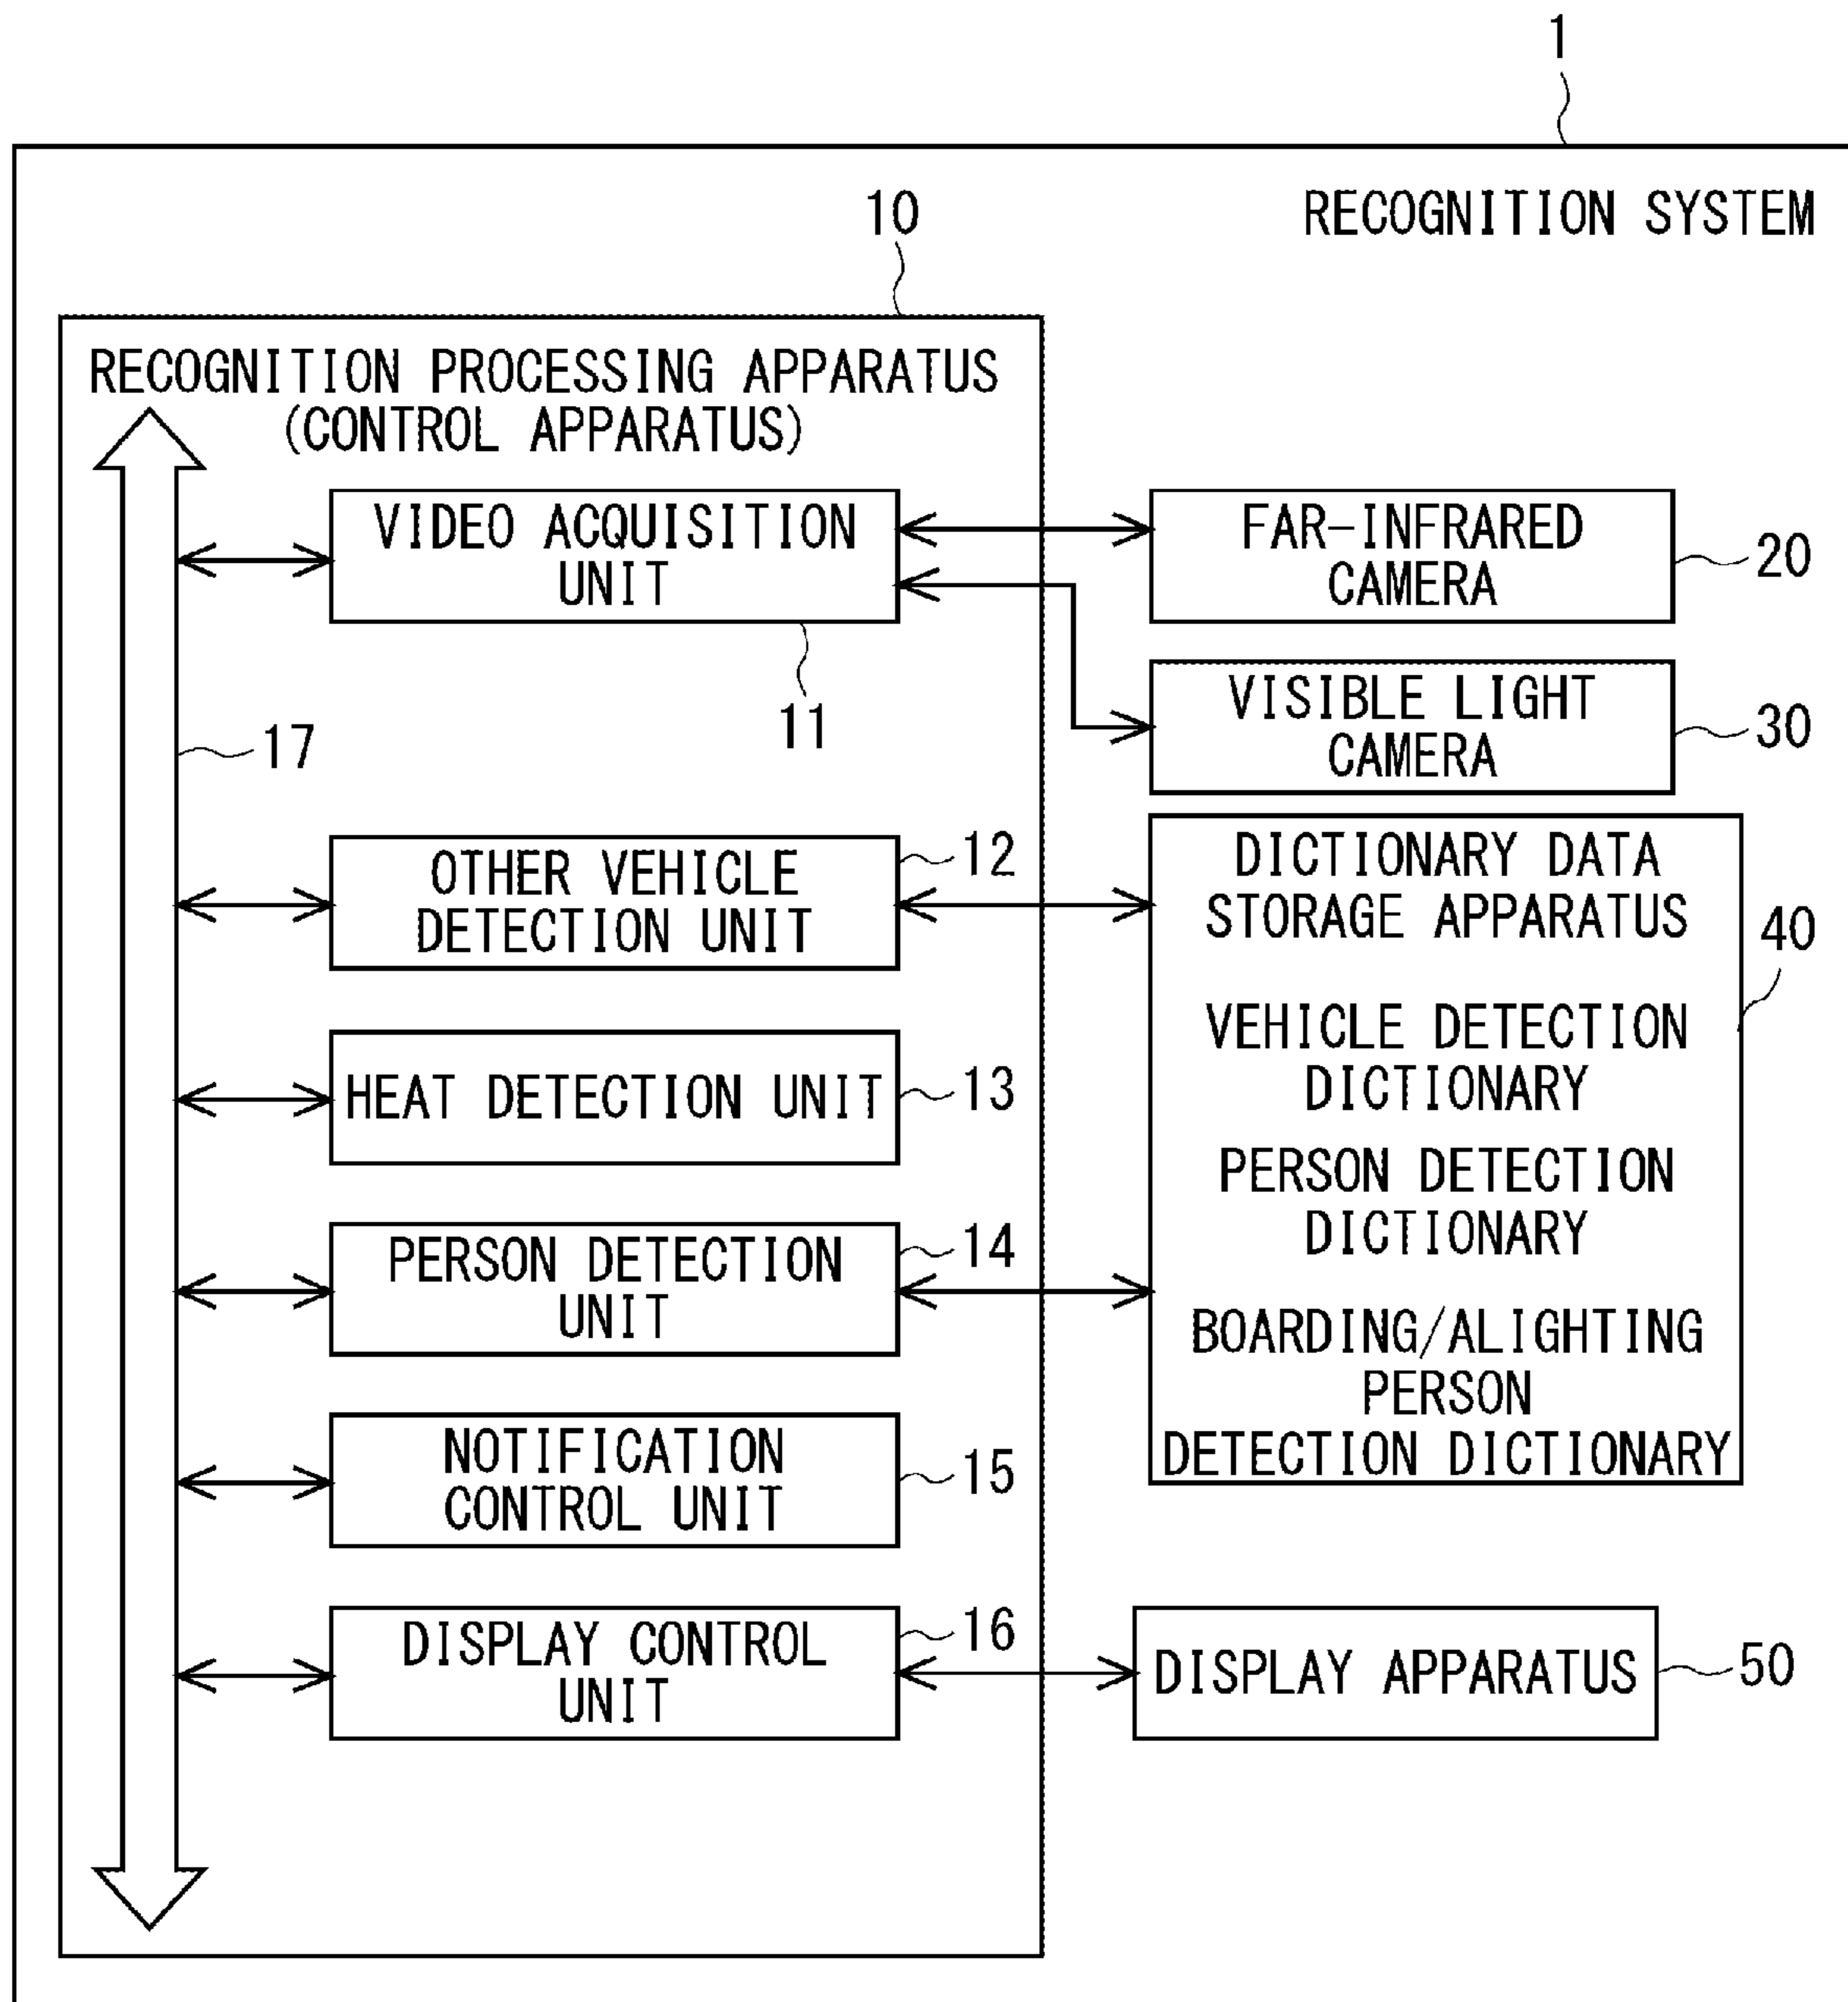 1
RECOGNITION SYSTEM
10
RECOGNITION PROCESSING APPARATUS
(CONTROL APPARATUS)
VIDEO ACQUISITION
UNIT
11
FAR-INFRARED
CAMERA
20
VISIBLE LIGHT
CAMERA
30
17
OTHER VEHICLE
DETECTION UNIT
12
HEAT DETECTION UNIT
13
PERSON DETECTION
UNIT
14
NOTIFICATION
CONTROL UNIT
15
DISPLAY CONTROL
UNIT
16
DICTIONARY DATA
STORAGE APPARATUS
40
VEHICLE DETECTION
DICTIONARY
PERSON DETECTION
DICTIONARY
BOARDING/ALIGHTING
PERSON
DETECTION DICTIONARY
DISPLAY APPARATUS
50